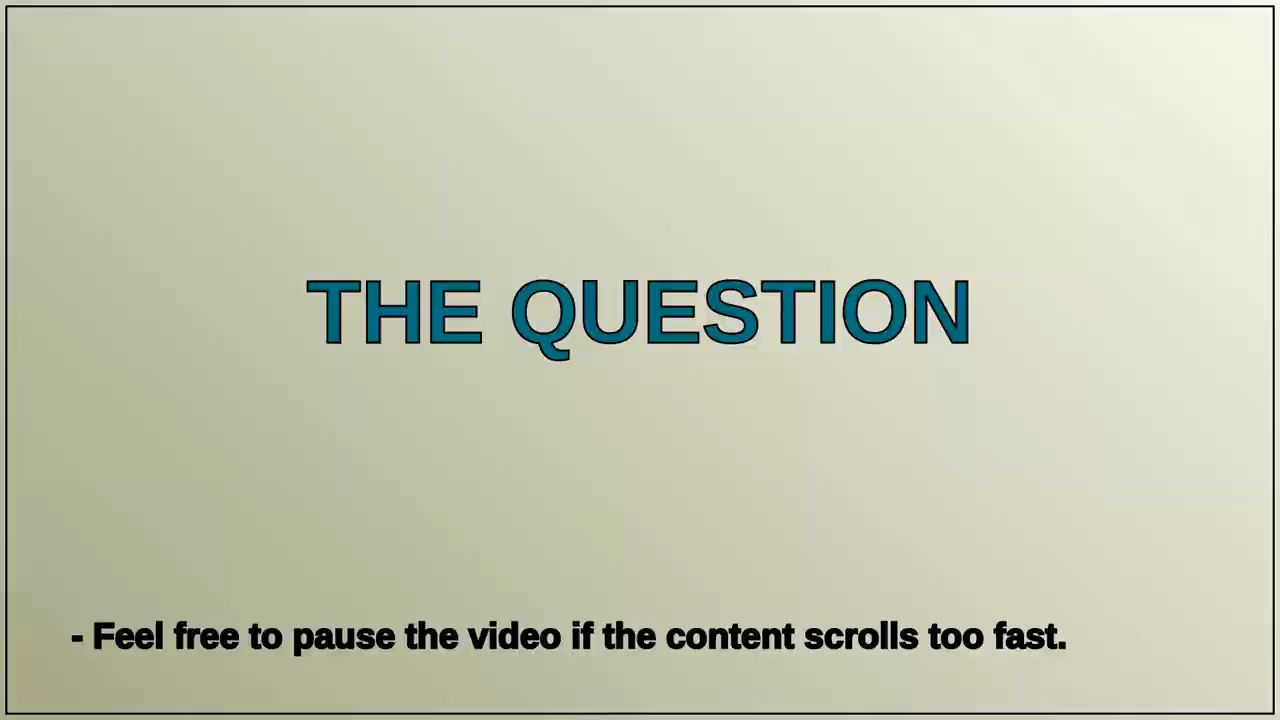 THE QUESTION
- Feel free to pause the video if the content scrolls too fast.